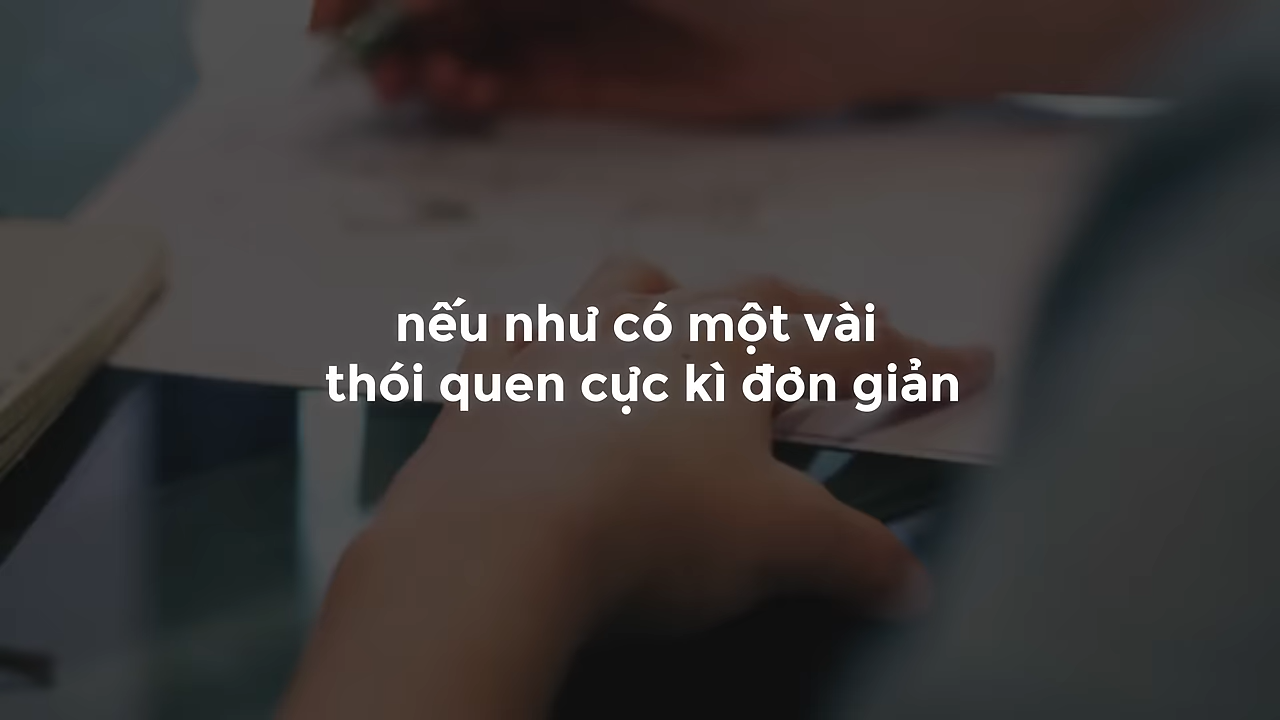 nếu như có một vài
thói quen cực kì đơn giản